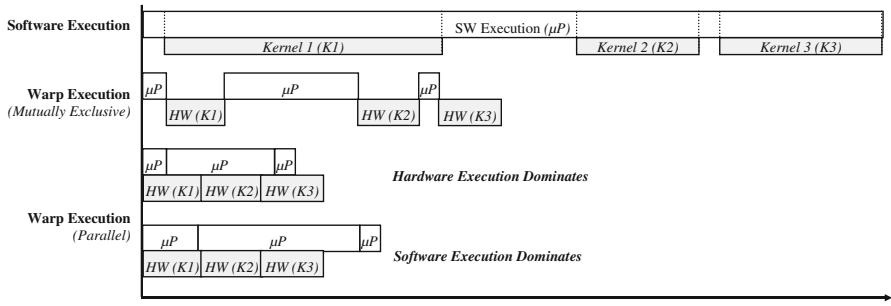 Software Execution
SW Execution (μP)
Kernel 1 (K1)
Kernel 2 (K2)
Kernel 3 (K3)
Warp Execution
(Mutually Exclusive)
μP
μP
μP
HW (K1)
HW (K2)
HW (K3)
μP
μP
μP
HW (K1)
HW (K2)
HW (K3)
Hardware Execution Dominates
Warp Execution
(Parallel)
μP
μP
μP
HW (K1)
HW (K2)
HW (K3)
Software Execution Dominates